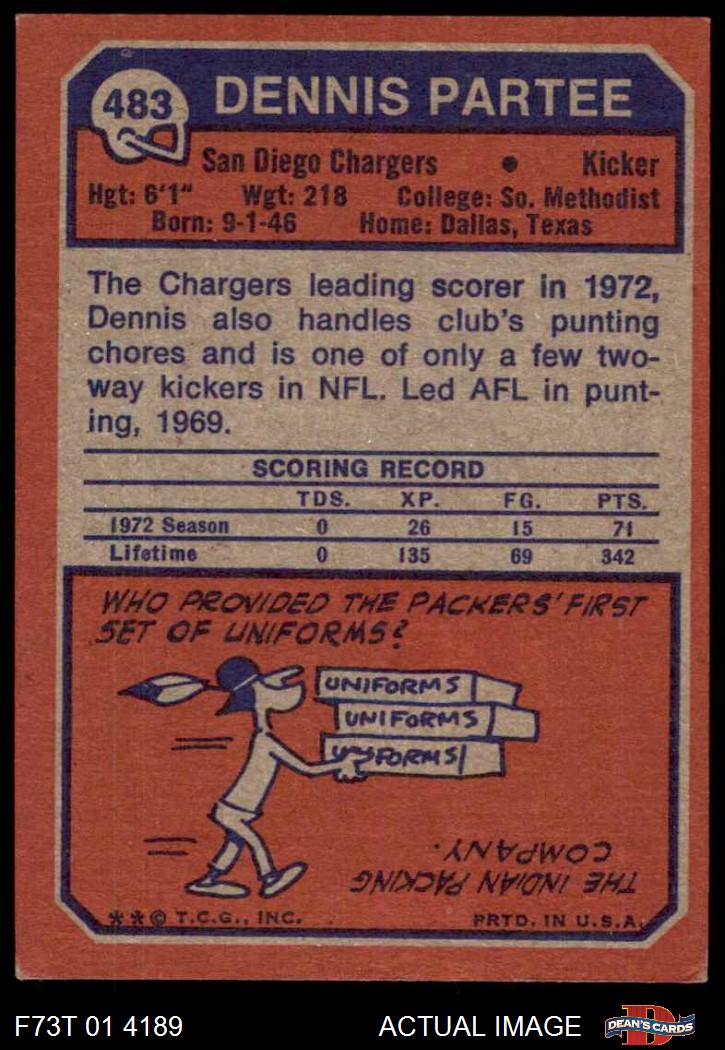 483
DENNIS PARTEE
San Diego Chargers • Kicker
Hgt: 6'1" Wgt: 218 College: So. Methodist
Born: 9-1-46 Home: Dallas, Texas
The Chargers leading scorer in 1972,
Dennis also handles club's punting
chores and is one of only a few two-
way kickers in NFL. Led AFL in punt-
ing, 1969.
SCORING RECORD
TDS. XP. FG. PTS.
1972 Season 0 26 15 71
Lifetime 0 135 69 342
WHO PROVIDED THE PACKERS' FIRST
SET OF UNIFORMS?
UNIFORMS
UNIFORMS
UNIFORMS
THE INDIAN PACKING
COMPANY.
**© T.C.G., INC. PRTD. IN U.S.A.
F73T 01 4189 ACTUAL IMAGE D DEAN'S CARDS